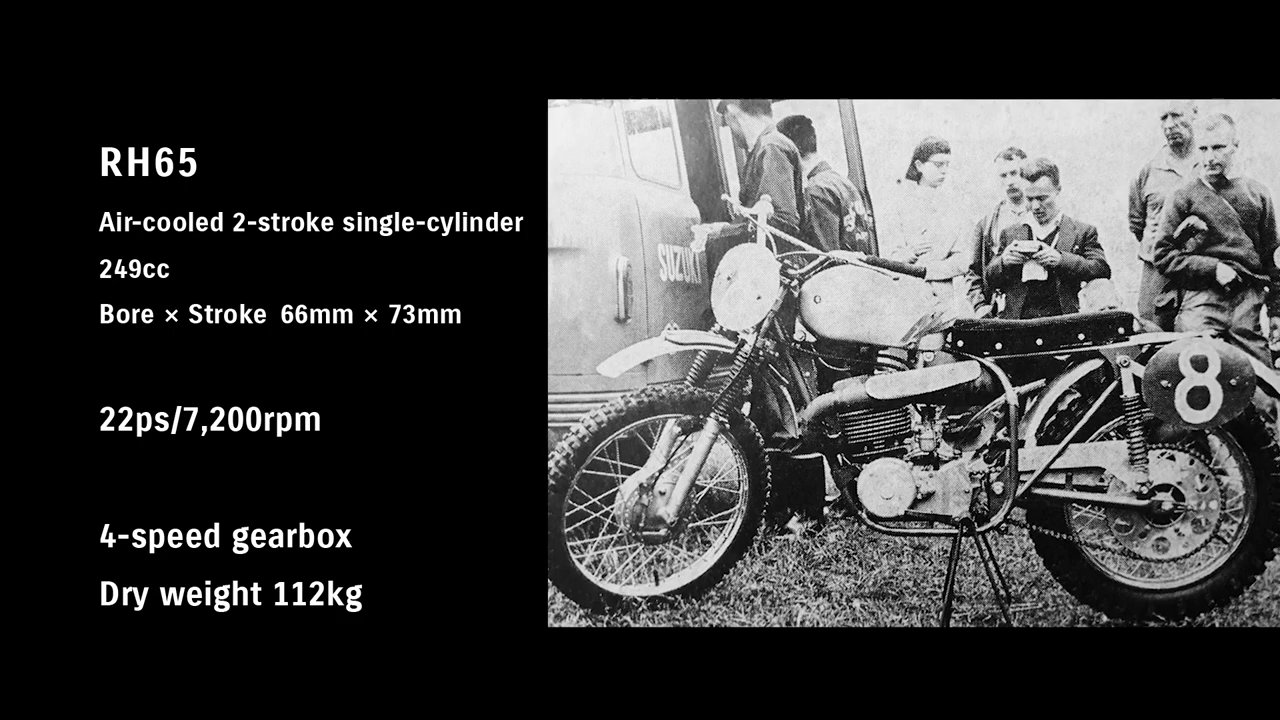 RH65
Air-cooled 2-stroke single-cylinder
249cc
Bore × Stroke 66mm × 73mm
22ps/7,200rpm
4-speed gearbox
Dry weight 112kg
SUZUKI
8